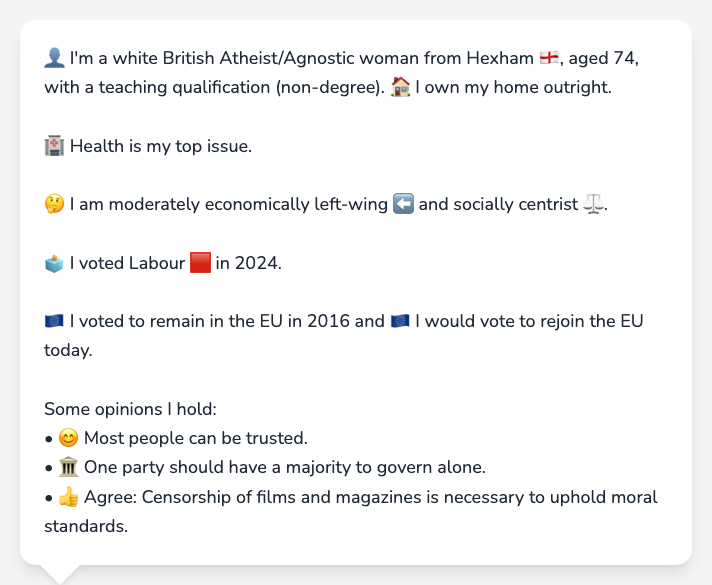 👤 I'm a white British Atheist/Agnostic woman from Hexham 🏴󠁧󠁢󠁥󠁮󠁧󠁿, aged 74,
with a teaching qualification (non-degree). 🏠 I own my home outright.
🏥 Health is my top issue.
🤔 I am moderately economically left-wing ⬅️ and socially centrist ⚖️.
🗳️ I voted Labour 🟥 in 2024.
🇪🇺 I voted to remain in the EU in 2016 and 🇪🇺 I would vote to rejoin the EU
today.
Some opinions I hold:
• 😊 Most people can be trusted.
• 🏛️ One party should have a majority to govern alone.
• 👍 Agree: Censorship of films and magazines is necessary to uphold moral
standards.